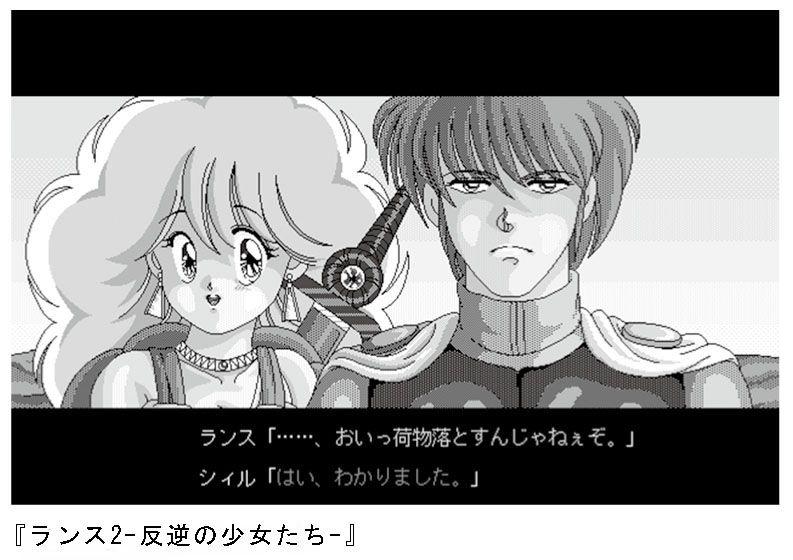 ランス「……、おいっ荷物落とすんじゃねぇぞ。」
シィル「はい、わかりました。」
『ランス2-反逆の少女たち-』